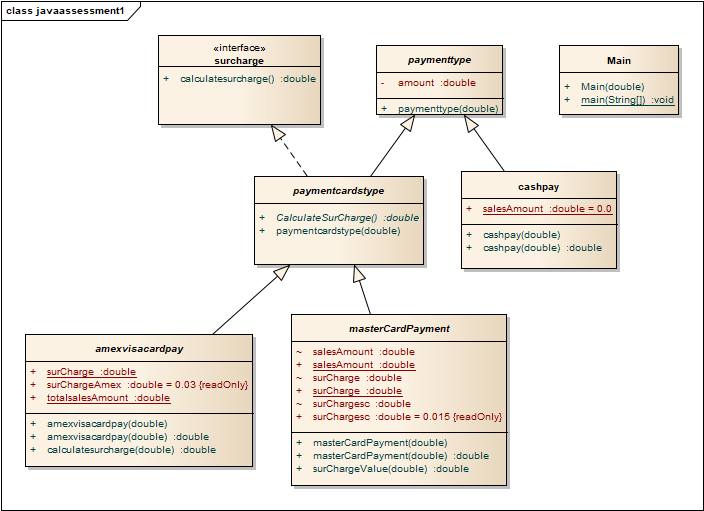 class javaassessment1
«interface»
surcharge
+ calculatesurcharge() :double
paymenttype
- amount :double
+ paymenttype(double)
Main
+ Main(double)
+ main(String[]) :void
paymentcardstype
+ CalculateSurCharge() :double
+ paymentcardstype(double)
cashpay
+ salesAmount :double = 0.0
+ cashpay(double)
+ cashpay(double) :double
amexvisacardpay
+ surCharge :double
+ surChargeAmex :double = 0.03 {readOnly}
+ totalsalesAmount :double
+ amexvisacardpay(double)
+ amexvisacardpay(double) :double
+ calculatesurcharge(double) :double
masterCardPayment
~ salesAmount :double
+ salesAmount :double
~ surCharge :double
+ surCharge :double
~ surChargesc :double
+ surChargesc :double = 0.015 {readOnly}
+ masterCardPayment(double)
+ masterCardPayment(double) :double
+ surChargeValue(double) :double